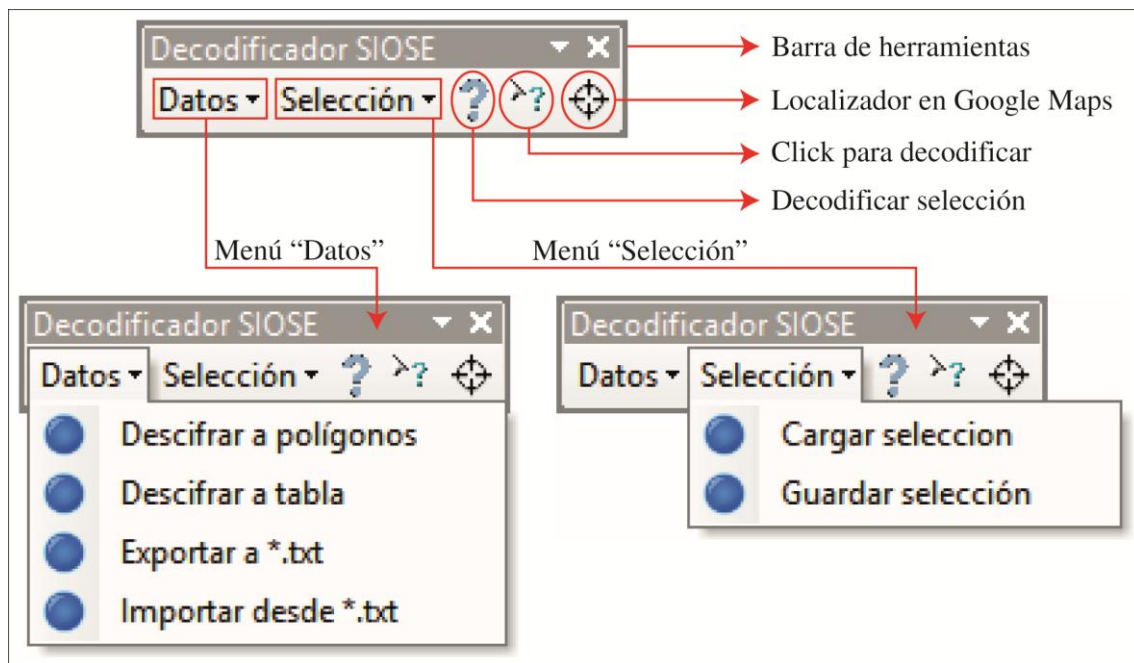 Decodificador SIOSE
Barra de herramientas
Datos Selección ? ?
Localizador en Google Maps
Click para decodificar
Decodificar selección
Menú “Datos”
Menú “Selección”
Decodificador SIOSE
Datos Selección ? ?
Descifrar a polígonos
Descifrar a tabla
Exportar a *.txt
Importar desde *.txt
Decodificador SIOSE
Datos Selección ? ?
Cargar seleccion
Guardar selección